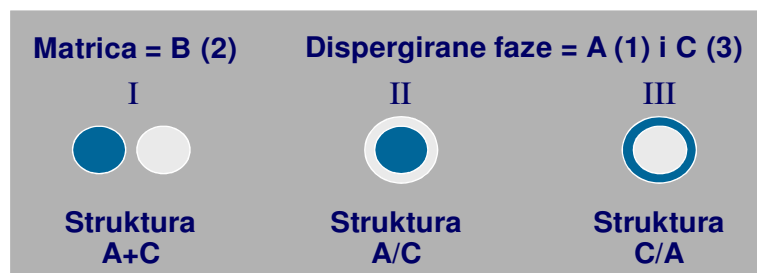 Matrica = B (2) Dispergirane faze = A (1) i C (3)
I II III
Struktura Struktura Struktura
A+C A/C C/A